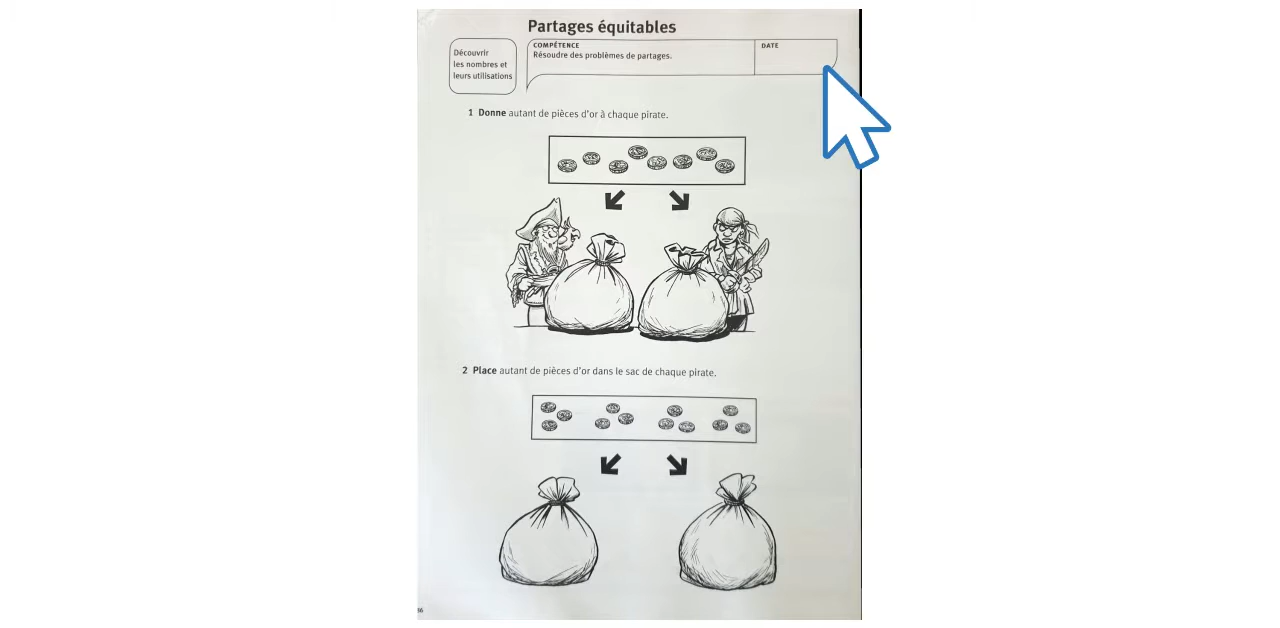 Partages équitables
Découvrir
les nombres et
leurs utilisations
COMPÉTENCE
Résoudre des problèmes de partages.
DATE
1 Donne autant de pièces d'or à chaque pirate.
2 Place autant de pièces d'or dans le sac de chaque pirate.